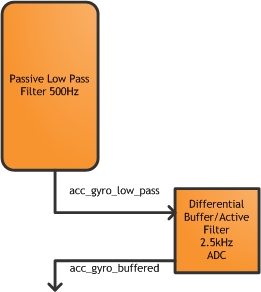 Passive Low Pass
Filter 500Hz
acc_gyro_low_pass
Differential
Buffer/Active
Filter
2.5kHz
ADC
acc_gyro_buffered